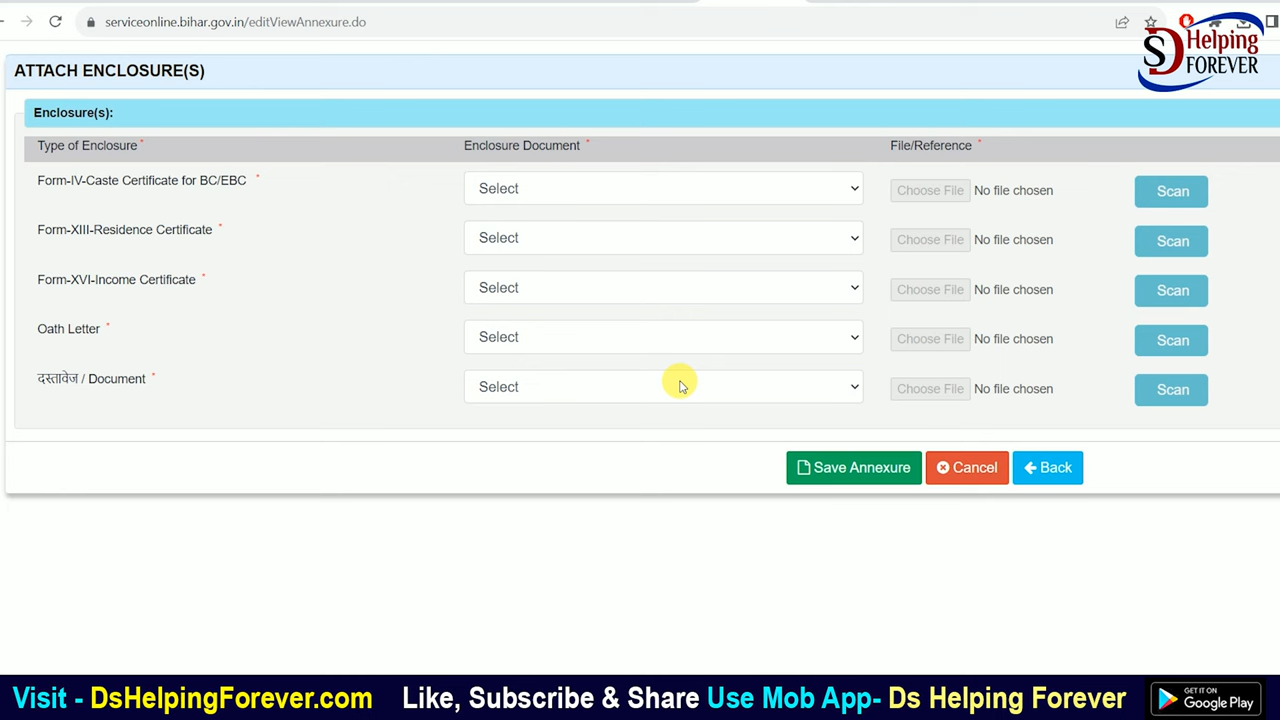 serviceonline.bihar.gov.in/editViewAnnexure.do
SD Helping
FOREVER
ATTACH ENCLOSURE(S)
Enclosure(s):
Type of Enclosure * Enclosure Document * File/Reference *
Form-IV-Caste Certificate for BC/EBC * Select Choose File No file chosen Scan
Form-XIII-Residence Certificate * Select Choose File No file chosen Scan
Form-XVI-Income Certificate * Select Choose File No file chosen Scan
Oath Letter * Select Choose File No file chosen Scan
दस्तावेज / Document * Select Choose File No file chosen Scan
Save Annexure Cancel Back
Visit - DsHelpingForever.com Like, Subscribe & Share Use Mob App- Ds Helping Forever
GET IT ON
Google Play